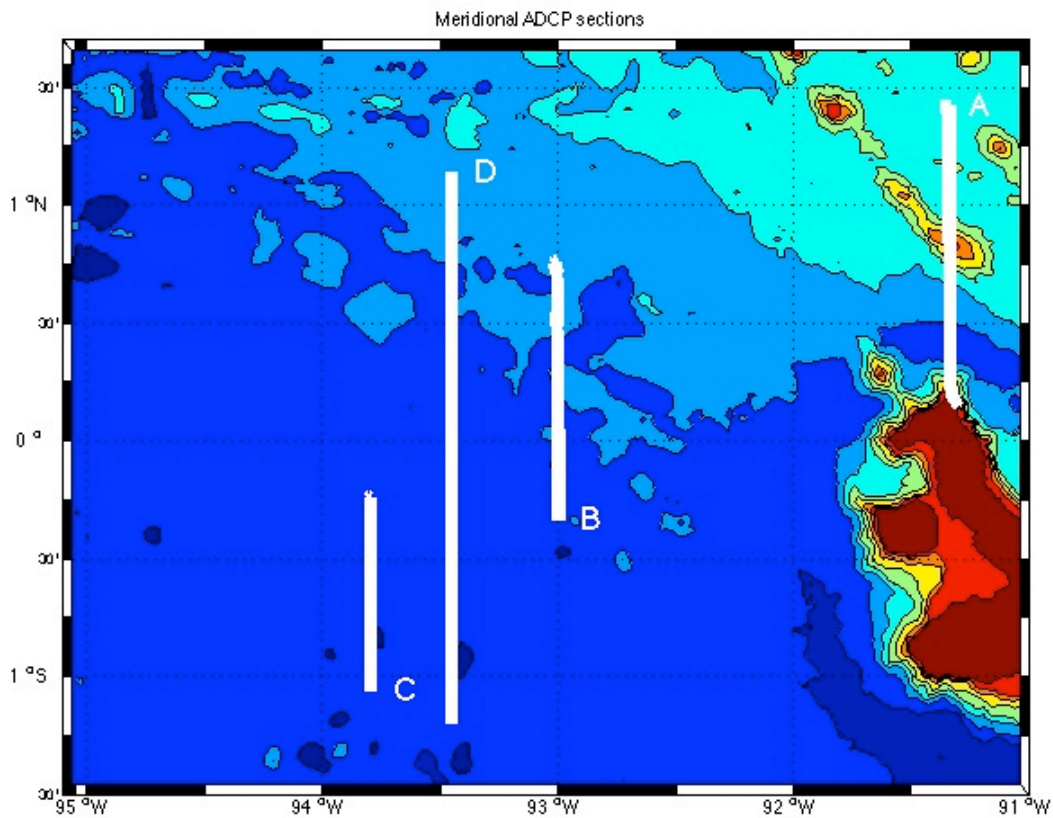 Meridional ADCP sections
30'
A
D
1 °N
30'
0 °
B
30'
1 °S
C
30'
95 °W
94 °W
93 °W
92 °W
91 °W